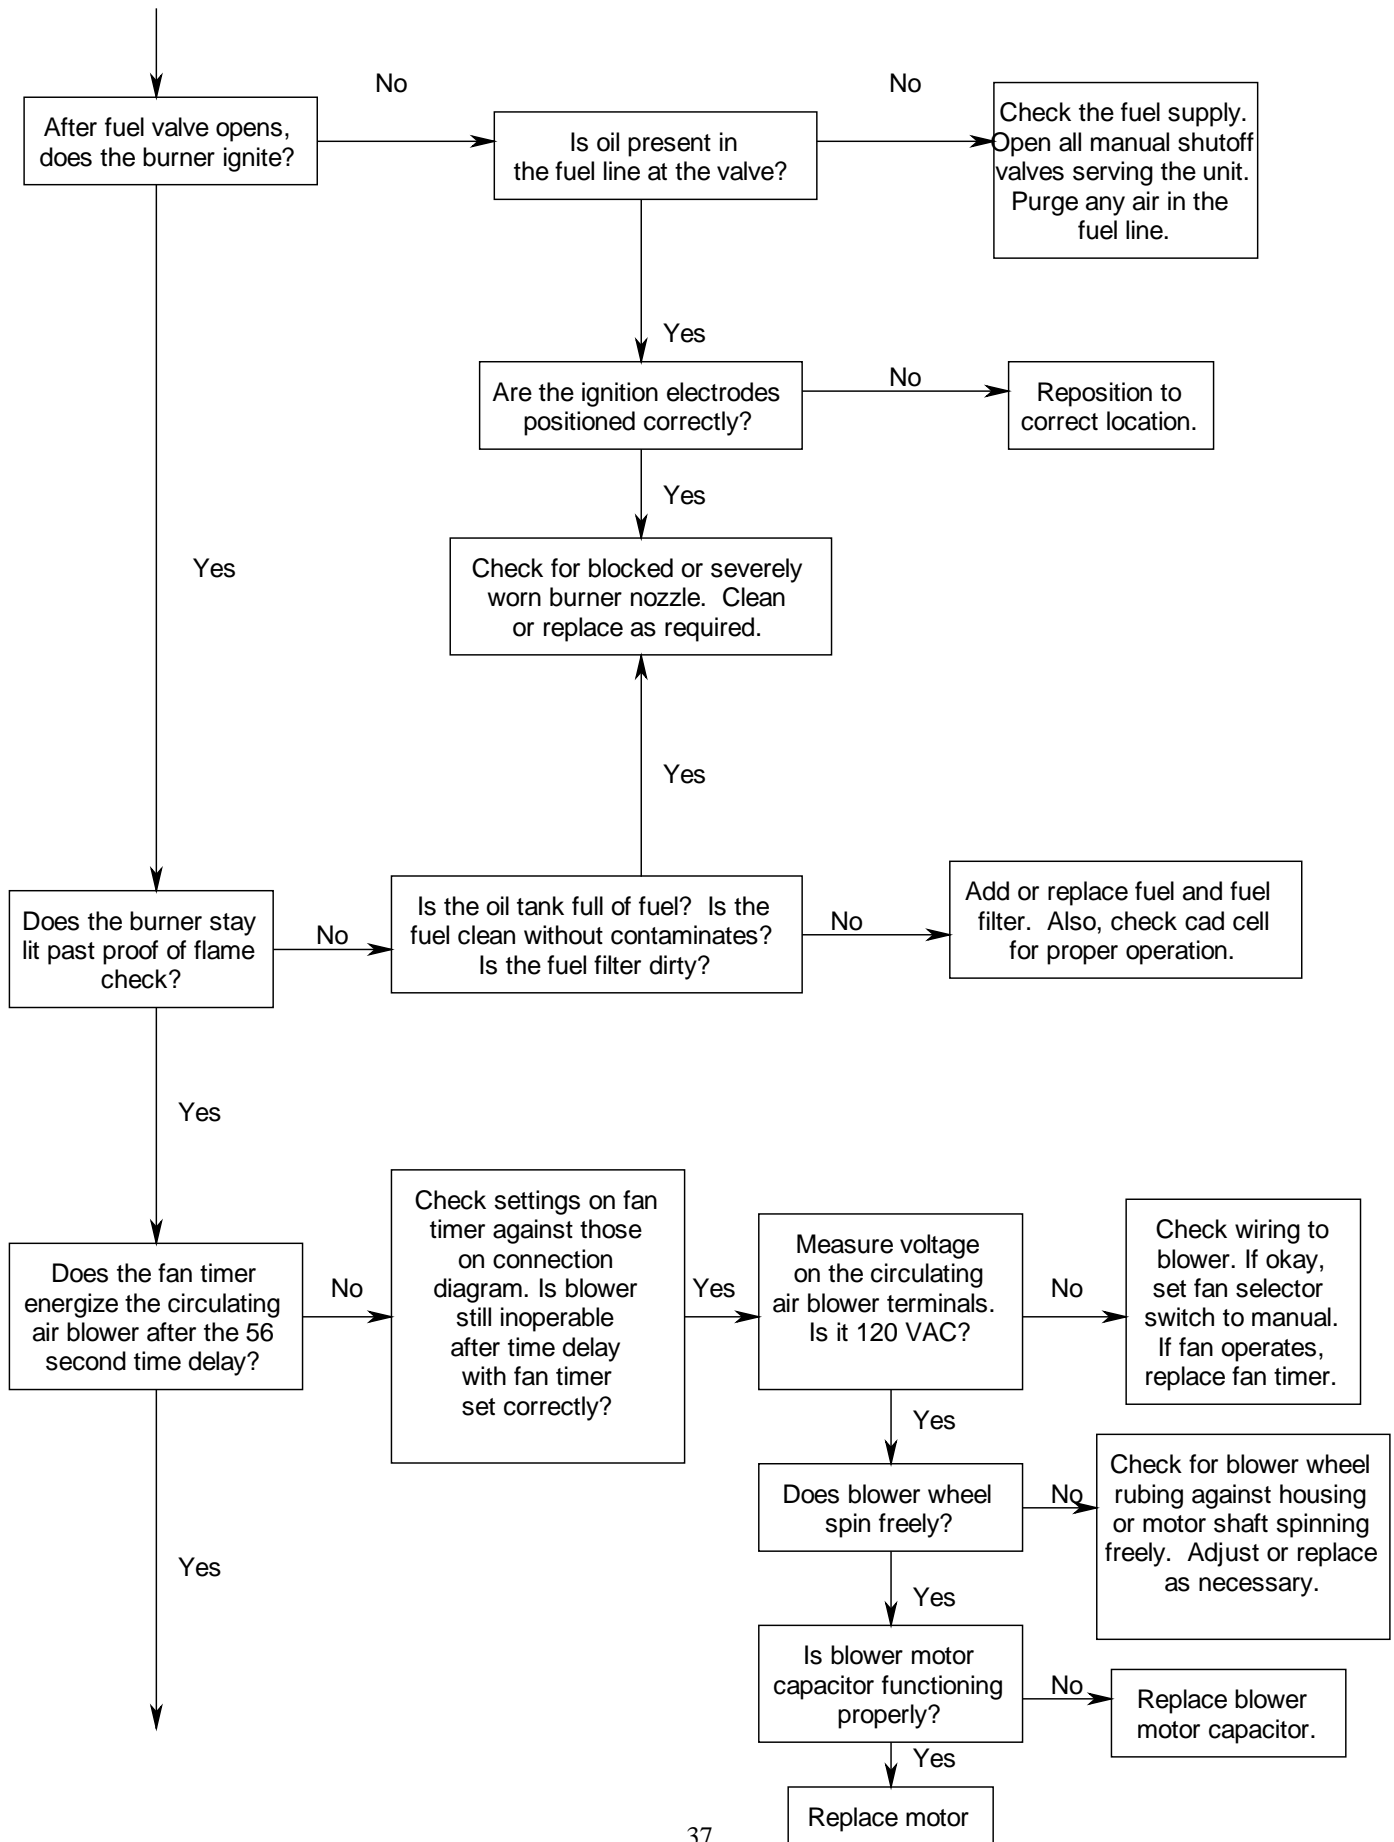 No
No
After fuel valve opens,
does the burner ignite?
Is oil present in
the fuel line at the valve?
Check the fuel supply.
Open all manual shutoff
valves serving the unit.
Purge any air in the
fuel line.
Yes
Are the ignition electrodes
positioned correctly?
No
Reposition to
correct location.
Yes
Yes
Check for blocked or severely
worn burner nozzle.  Clean
or replace as required.
Yes
Does the burner stay
lit past proof of flame
check?
No
Is the oil tank full of fuel?  Is the
fuel clean without contaminates?
Is the fuel filter dirty?
No
Add or replace fuel and fuel
filter.  Also, check cad cell
for proper operation.
Yes
Does the fan timer
energize the circulating
air blower after the 56
second time delay?
No
Check settings on fan
timer against those
on connection
diagram. Is blower
still inoperable
after time delay
with fan timer
set correctly?
Yes
Measure voltage
on the circulating
air blower terminals.
Is it 120 VAC?
No
Check wiring to
blower. If okay,
set fan selector
switch to manual.
If fan operates,
replace fan timer.
Yes
Does blower wheel
spin freely?
No
Check for blower wheel
rubing against housing
or motor shaft spinning
freely.  Adjust or replace
as necessary.
Yes
Yes
Is blower motor
capacitor functioning
properly?
No
Replace blower
motor capacitor.
Yes
Replace motor
37